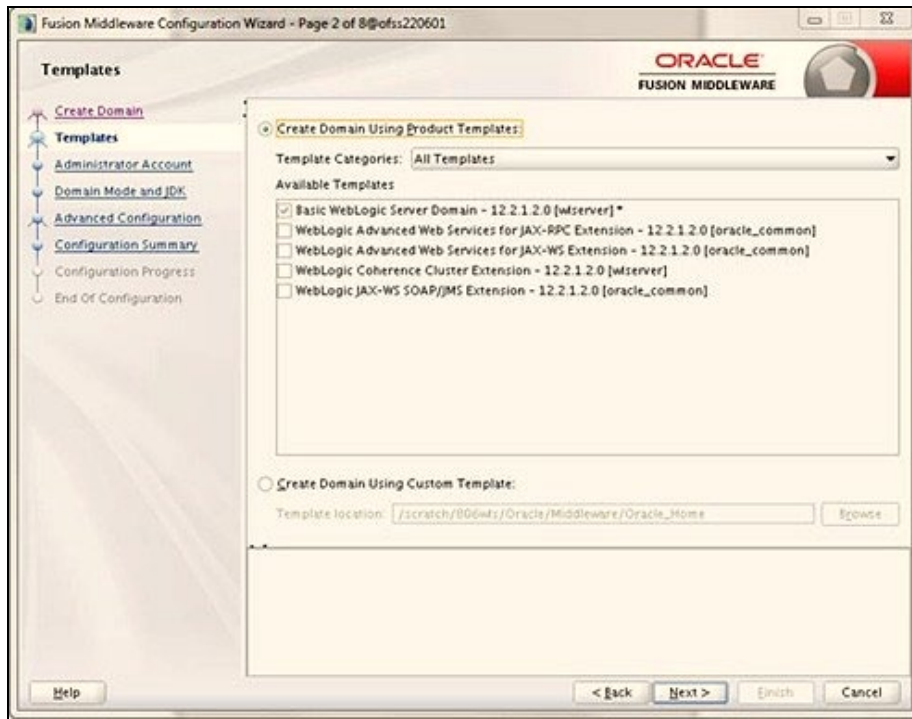 Fusion Middleware Configuration Wizard - Page 2 of 8@ofss220601
Templates
ORACLE
FUSION MIDDLEWARE
Create Domain
Templates
Administrator Account
Domain Mode and JDK
Advanced Configuration
Configuration Summary
Configuration Progress
End Of Configuration
Create Domain Using Product Templates:
Template Categories: All Templates
Available Templates
Basic WebLogic Server Domain - 12.2.1.2.0 [wlserver] *
WebLogic Advanced Web Services for JAX-RPC Extension - 12.2.1.2.0 [oracle_common]
WebLogic Advanced Web Services for JAX-WS Extension - 12.2.1.2.0 [oracle_common]
WebLogic Coherence Cluster Extension - 12.2.1.2.0 [wlserver]
WebLogic JAX-WS SOAP/JMS Extension - 12.2.1.2.0 [oracle_common]
Create Domain Using Custom Template:
Template location: /scratch/806wls/Oracle/Middleware/Oracle_Home Browse
Help < Back Next > Finish Cancel